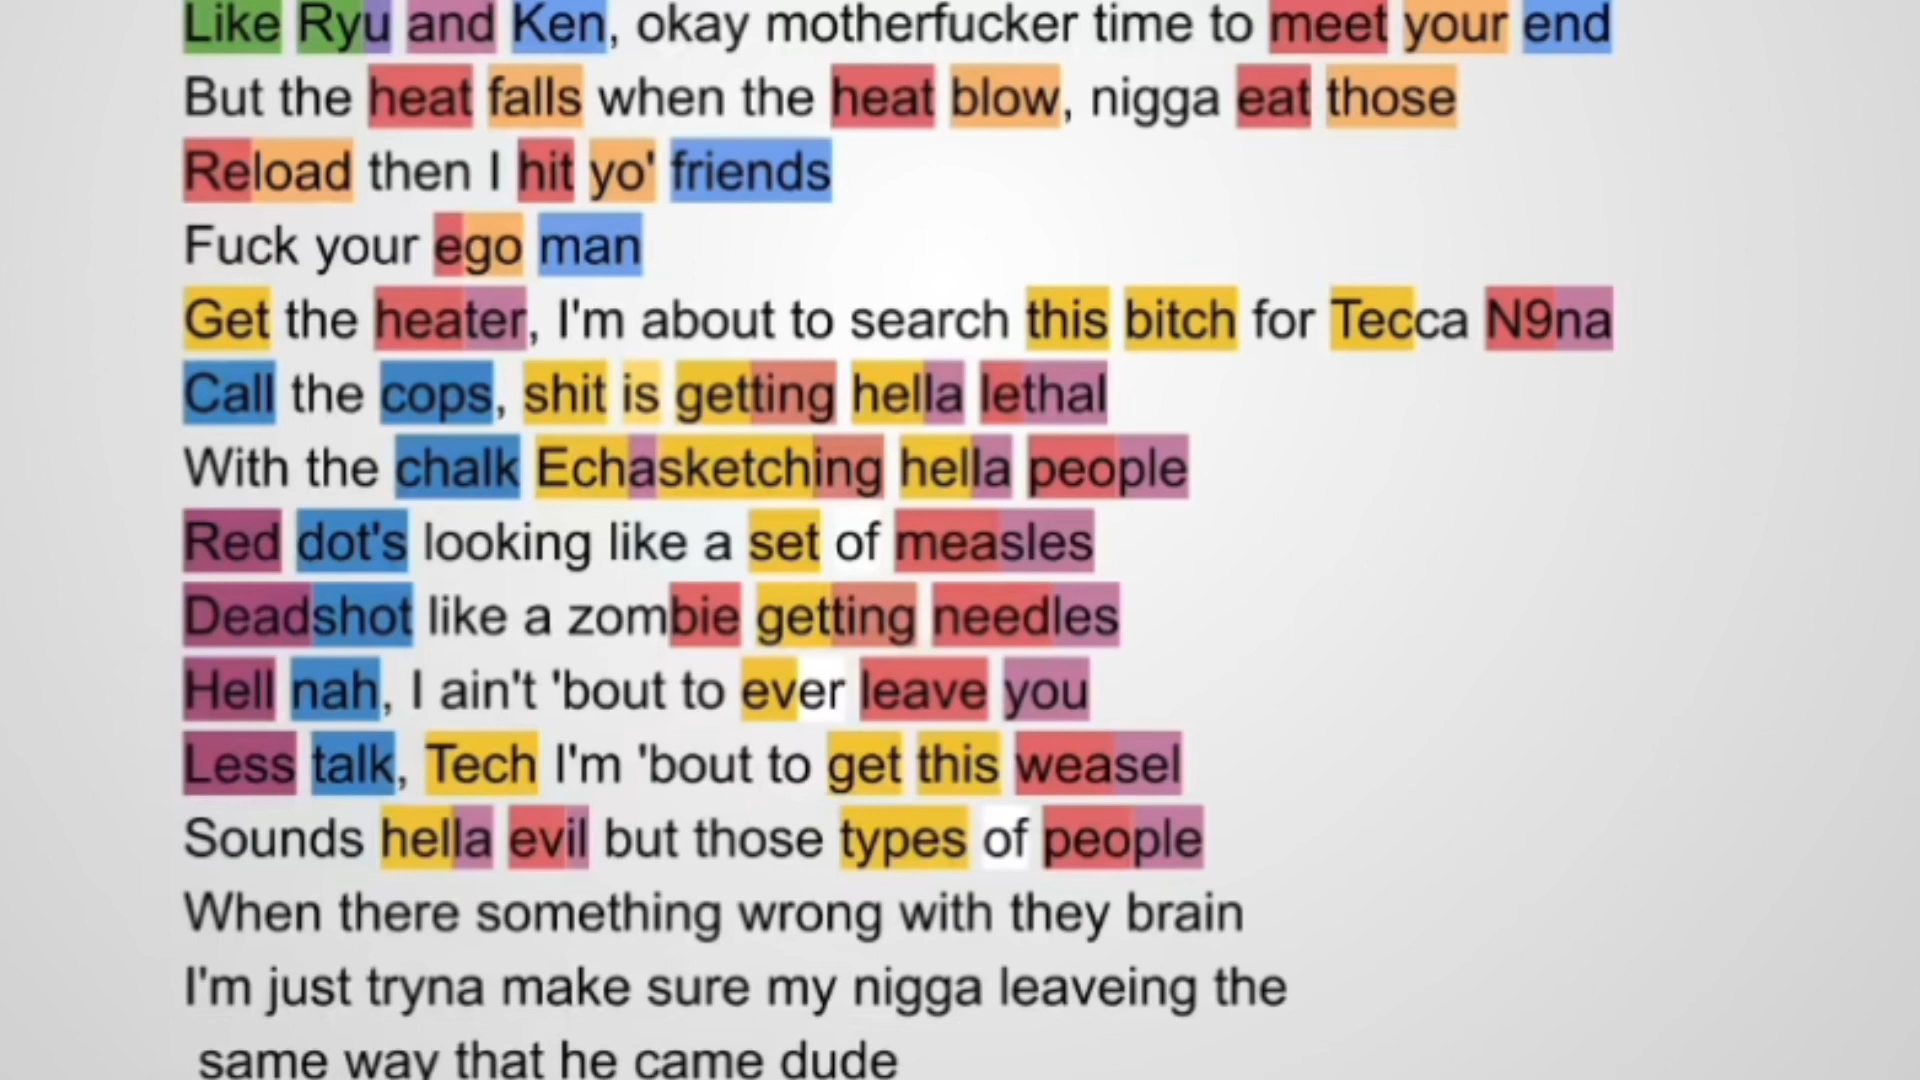 Like Ryu and Ken, okay motherfucker time to meet your end
But the heat falls when the heat blow, nigga eat those
Reload then I hit yo' friends
Fuck your ego man
Get the heater, I'm about to search this bitch for Tecca N9na
Call the cops, shit is getting hella lethal
With the chalk Echasketching hella people
Red dot's looking like a set of measles
Deadshot like a zombie getting needles
Hell nah, I ain't 'bout to ever leave you
Less talk, Tech I'm 'bout to get this weasel
Sounds hella evil but those types of people
When there something wrong with they brain
I'm just tryna make sure my nigga leaveing the
same way that he came dude